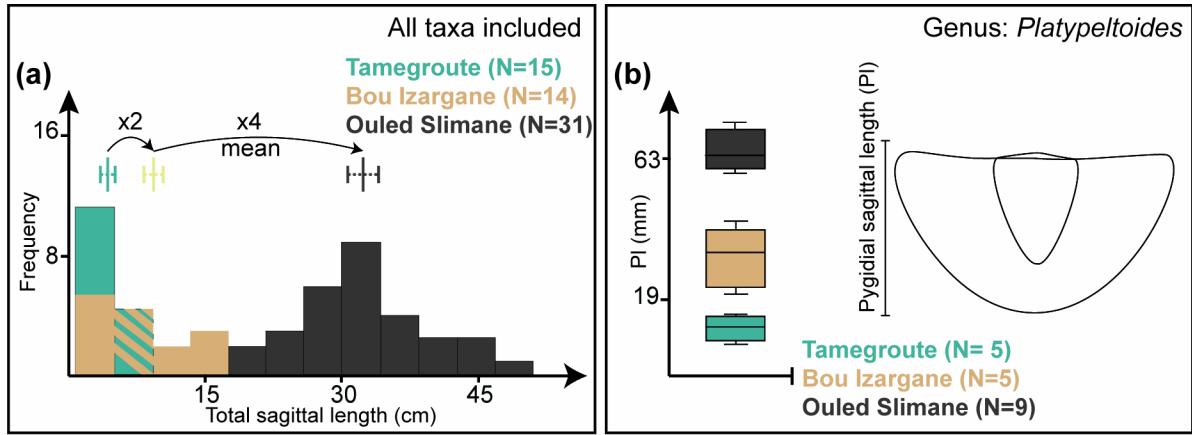 All taxa included
(a)
Tamegroute (N=15)
Bou Izargane (N=14)
Ouled Slimane (N=31)
16
x2
x4
mean
8
Frequency
15
30
45
Total sagittal length (cm)
Genus: Platypeltoides
(b)
63
19
Pl (mm)
Pygidial sagittal length (Pl)
Tamegroute (N= 5)
Bou Izargane (N=5)
Ouled Slimane (N=9)